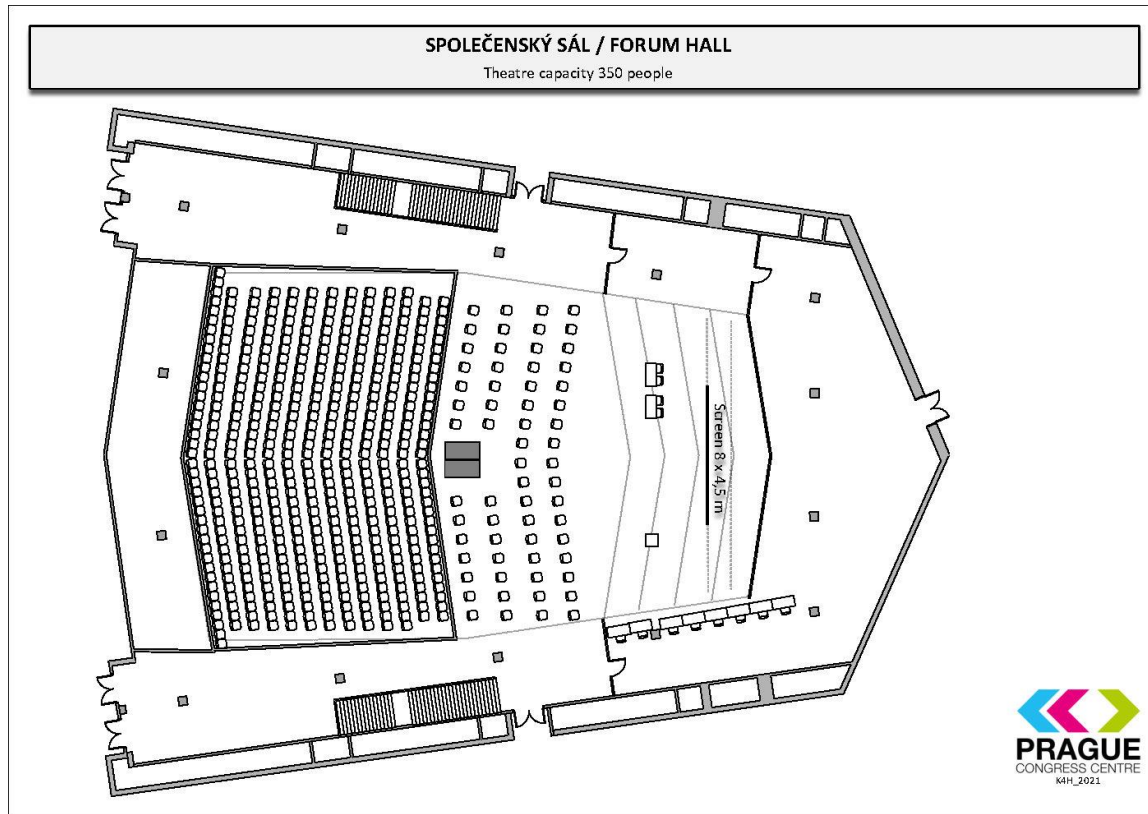 SPOLEČENSKÝ SÁL / FORUM HALL
Theatre capacity 350 people
Screen 8 x 4,5 m
PRAGUE
CONGRESS CENTRE
K4H_2021